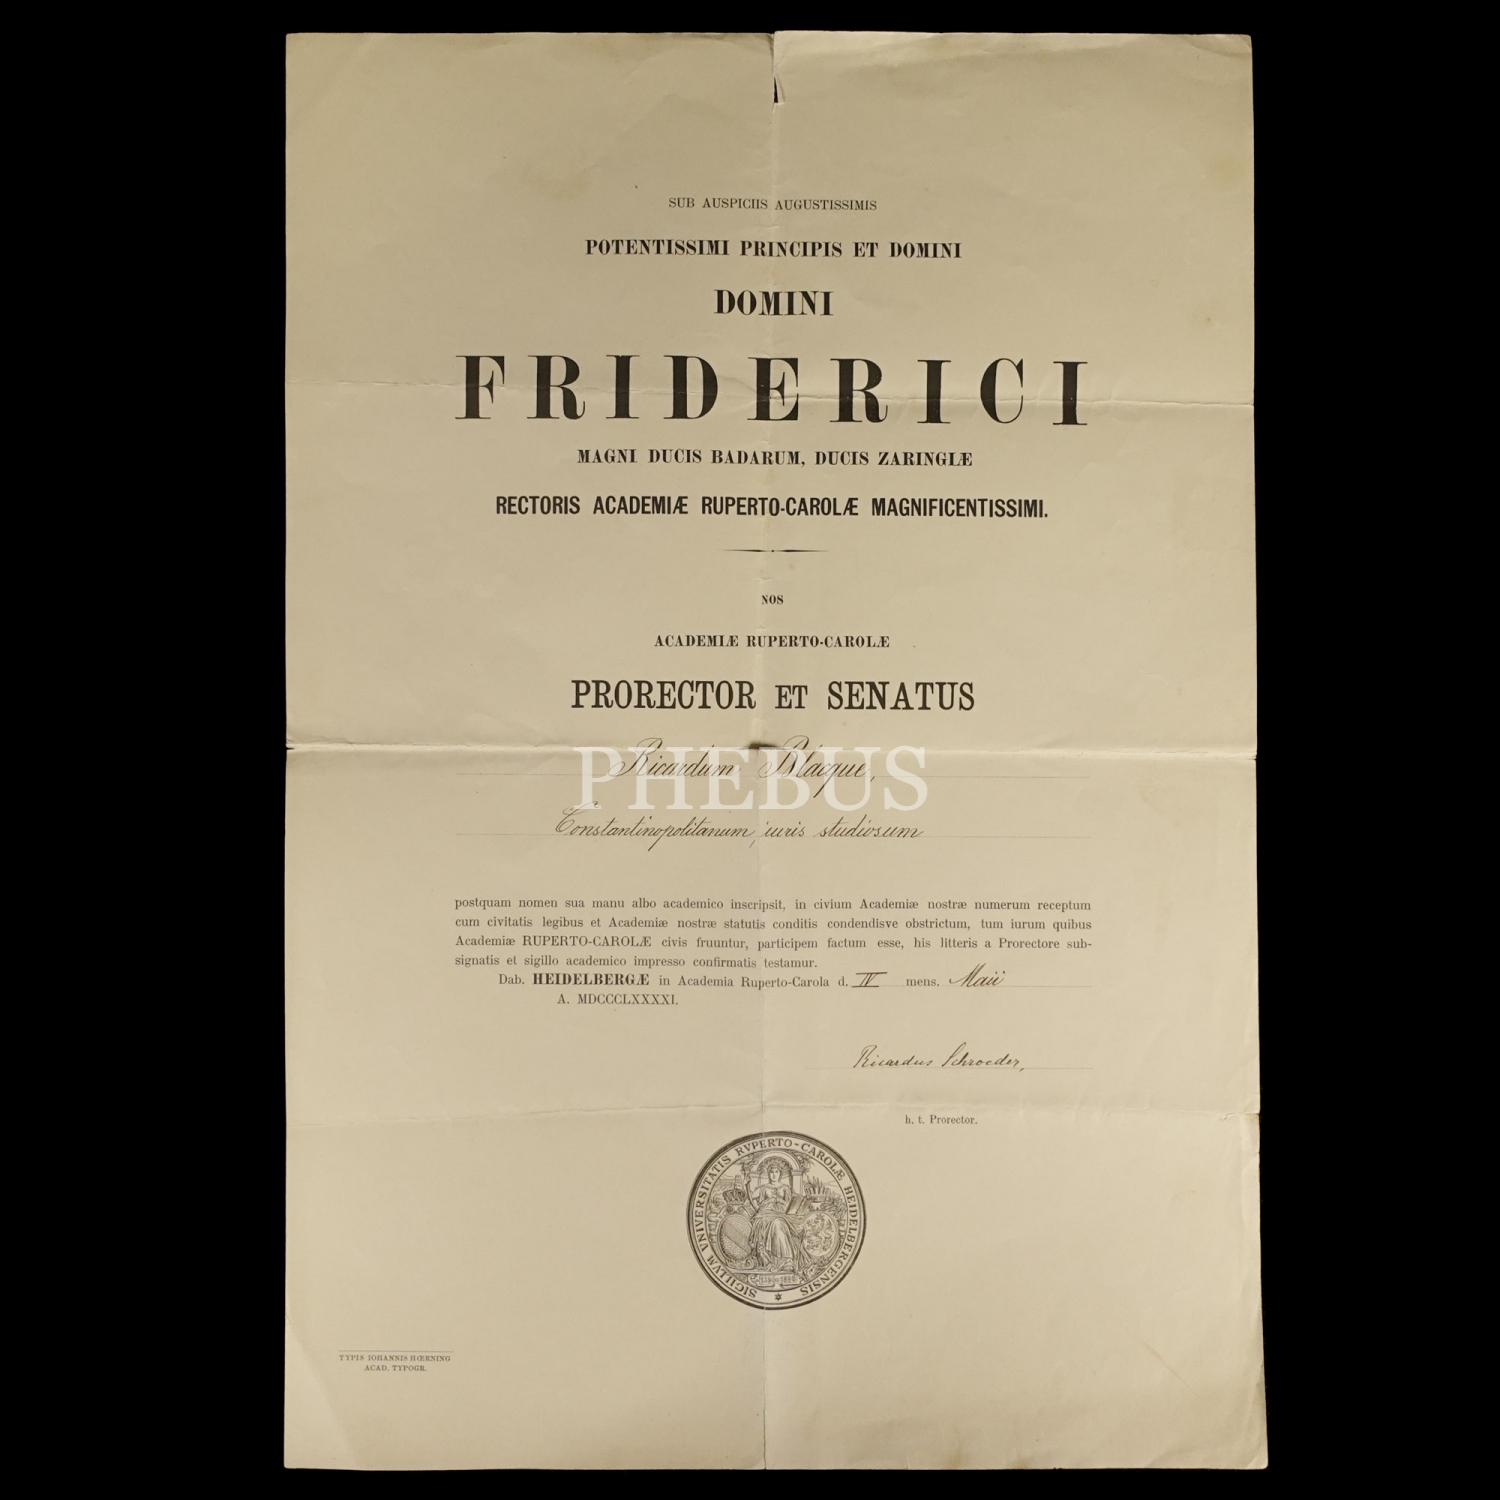 SUB AUSPICIIS AUGUSTISSIMIS
POTENTISSIMI PRINCIPIS ET DOMINI
DOMINI
FRIDERICI
MAGNI DUCIS BADARUM, DUCIS ZARINGIÆ
RECTORIS ACADEMIÆ RUPERTO-CAROLÆ MAGNIFICENTISSIMI.
NOS
ACADEMIÆ RUPERTO-CAROLÆ
PRORECTOR ET SENATUS
Ricardum Blacque,
PHEBUS
Constantinopolitanum, iuris studiosum
postquam nomen sua manu albo academico inscripsit, in civium Academiæ nostræ numerum receptum
cum civitatis legibus et Academiæ nostræ statutis conditis condendisve obstrictum, tum iurum quibus
Academiæ RUPERTO-CAROLÆ civis fruuntur, participem factum esse, his litteris a Prorectore sub-
signatis et sigillo academico impresso confirmatis testamur.
Dab. HEIDELBERGÆ in Academia Ruperto-Carola d. IV mens. Maii
A. MDCCCLXXXXI.
Ricardus Schroeder,
h. t. Prorector.
SIGILLVM VNIVERSITATIS RVPERTO-CAROLÆ HEIDELBERGENSIS
TYPIS IOHANNIS HŒRNING
ACAD. TYPOGR.